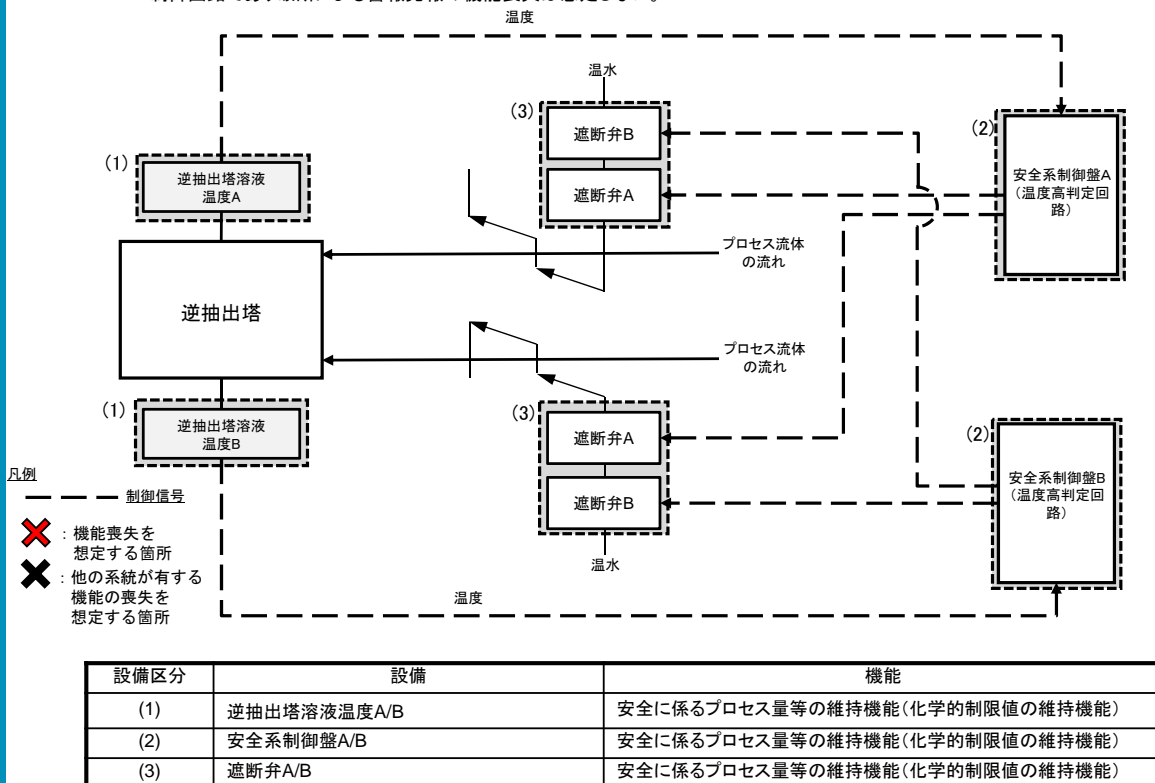 温度
温水
(3)
遮断弁B
(2)
(1)
逆抽出塔溶液
温度A
遮断弁A
安全系制御盤A
(温度高判定回
路)
プロセス流体
の流れ
逆抽出塔
プロセス流体
の流れ
(1)
逆抽出塔溶液
温度B
(3)
遮断弁A
(2)
遮断弁B
安全系制御盤B
(温度高判定回
路)
温水
温度
凡例
制御信号
:機能喪失を
想定する箇所
:他の系統が有する
機能の喪失を
想定する箇所
設備区分 設備 機能
(1) 逆抽出塔溶液温度A/B 安全に係るプロセス量等の維持機能(化学的制限値の維持機能)
(2) 安全系制御盤A/B 安全に係るプロセス量等の維持機能(化学的制限値の維持機能)
(3) 遮断弁A/B 安全に係るプロセス量等の維持機能(化学的制限値の維持機能)